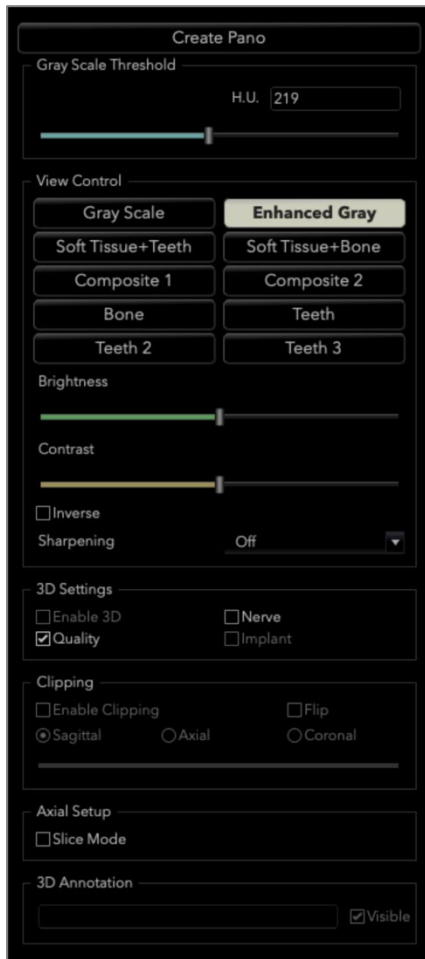 Create Pano
Gray Scale Threshold
H.U. 219
View Control
Gray Scale Enhanced Gray
Soft Tissue+Teeth Soft Tissue+Bone
Composite 1 Composite 2
Bone Teeth
Teeth 2 Teeth 3
Brightness
Contrast
Inverse
Sharpening Off
3D Settings
Enable 3D Nerve
Quality Implant
Clipping
Enable Clipping Flip
Sagittal Axial Coronal
Axial Setup
Slice Mode
3D Annotation
Visible